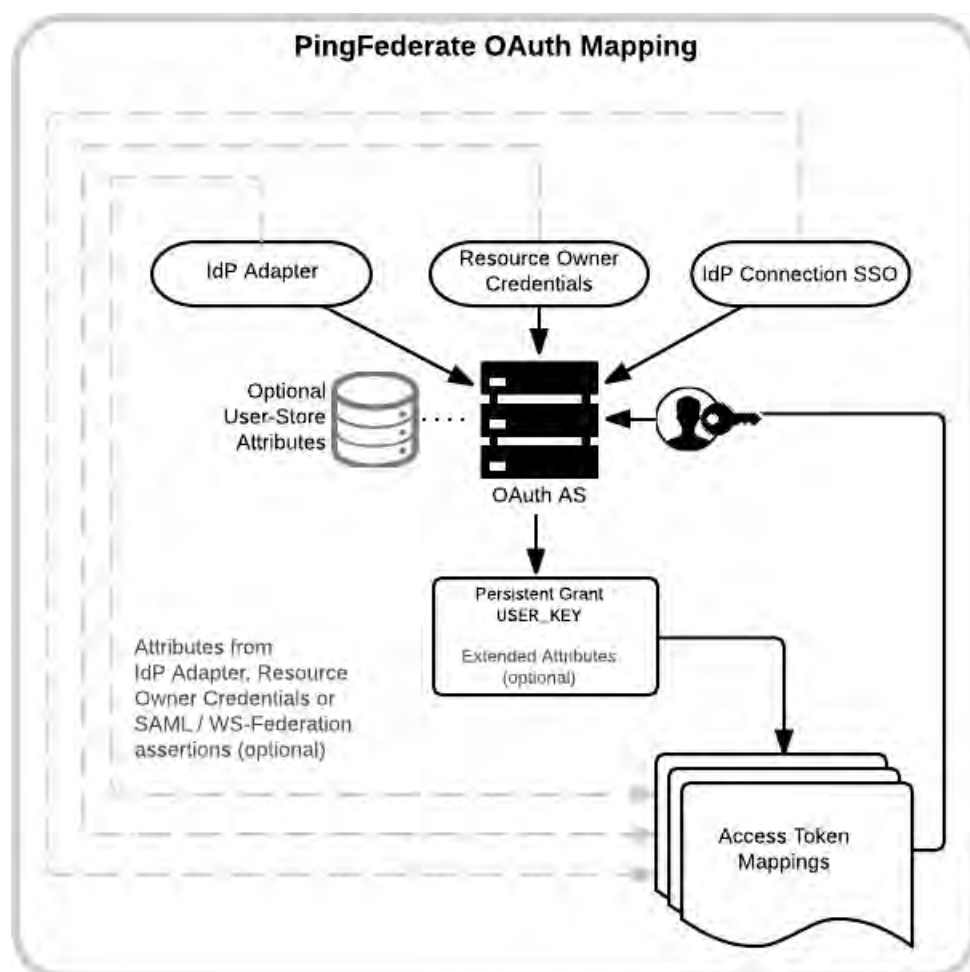 PingFederate OAuth Mapping
IdP Adapter
Resource Owner
Credentials
IdP Connection SSO
Optional
User-Store
Attributes
OAuth AS
Persistent Grant
USER_KEY
Extended Attributes
(optional)
Attributes from
IdP Adapter, Resource
Owner Credentials or
SAML / WS-Federation
assertions (optional)
Access Token
Mappings